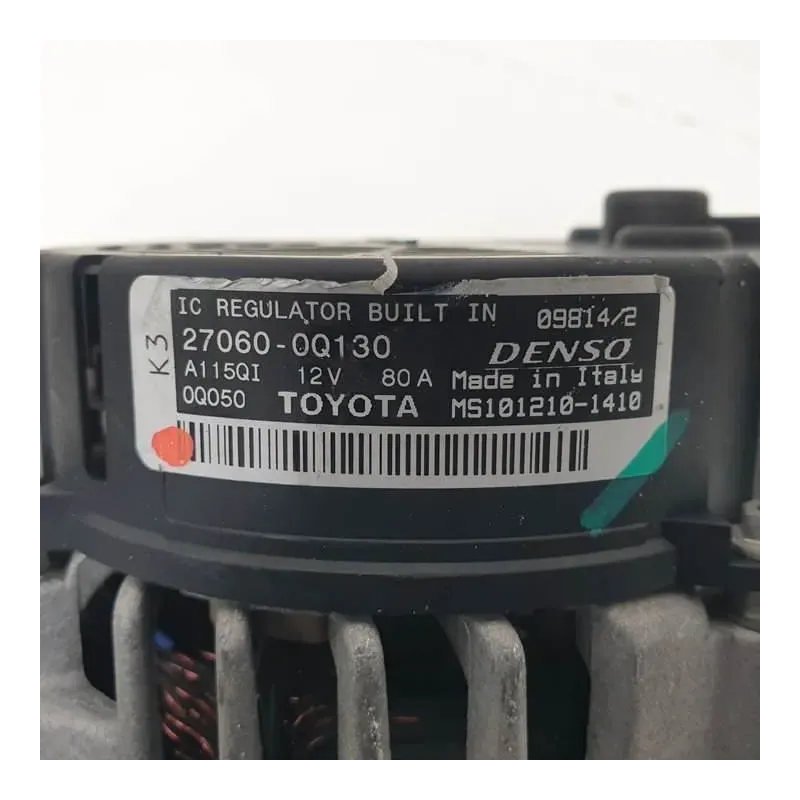 K3
IC REGULATOR BUILT IN 09814/2
27060-0Q130 DENSO
A115QI 12V 80A Made in Italy
0Q050 TOYOTA MS101210-1410